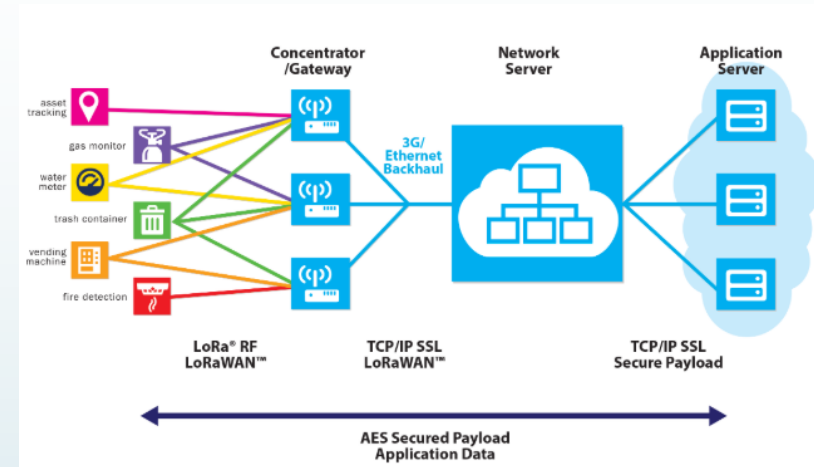 Concentrator
/Gateway
Network
Server
Application
Server
asset
tracking
gas monitor
water
meter
trash container
vending
machine
fire detection
3G/
Ethernet
Backhaul
LoRa® RF
LoRaWAN™
TCP/IP SSL
LoRaWAN™
TCP/IP SSL
Secure Payload
AES Secured Payload
Application Data